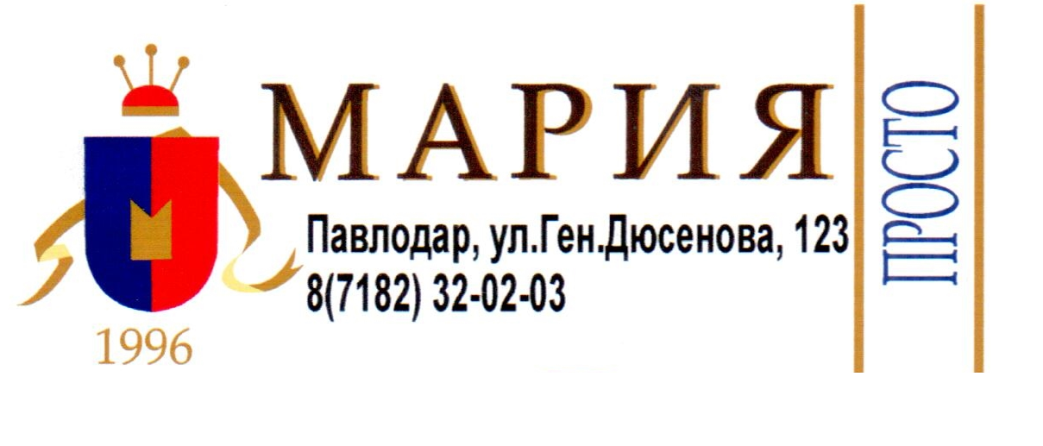 МАРИЯ
Павлодар, ул.Ген.Дюсенова, 123
8(7182) 32-02-03
1996
ПРОСТО